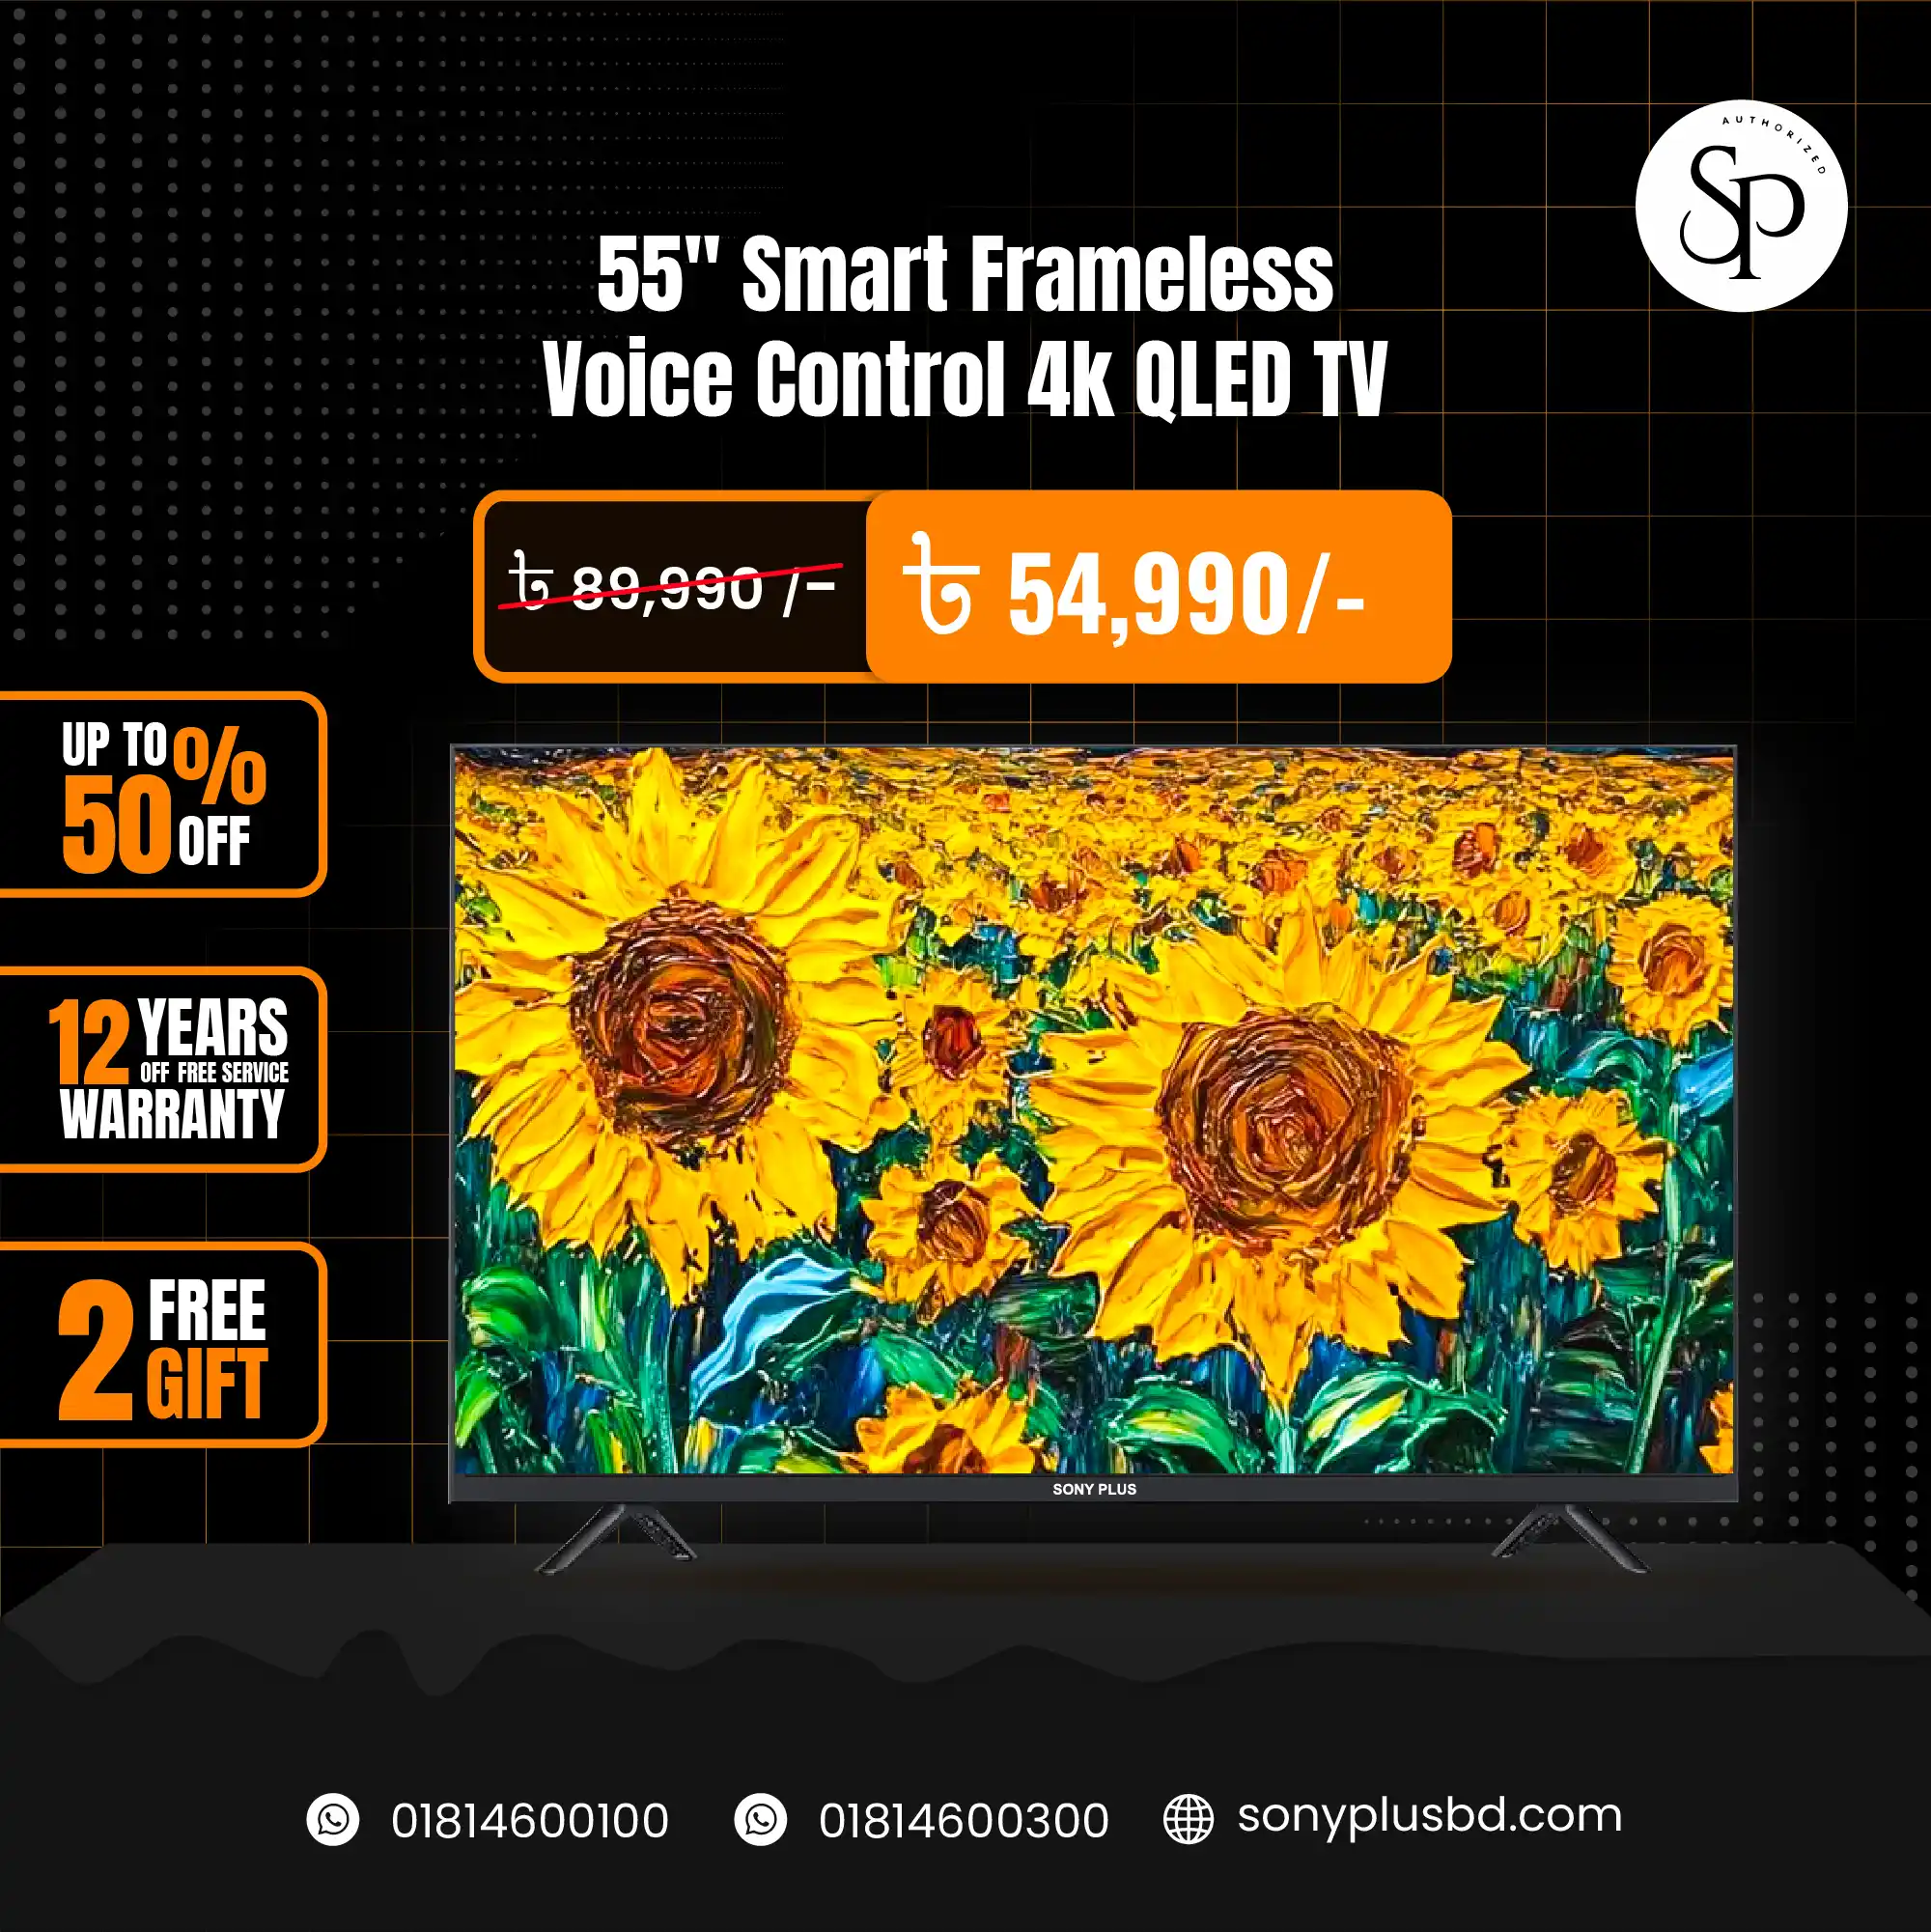 AUTHORIZED
SP
55" Smart Frameless
Voice Control 4k QLED TV
৳ 89,990 /-
৳ 54,990/-
UP TO
50% OFF
12 YEARS
OFF FREE SERVICE
WARRANTY
2 FREE
GIFT
SONY PLUS
01814600100
01814600300
sonyplusbd.com